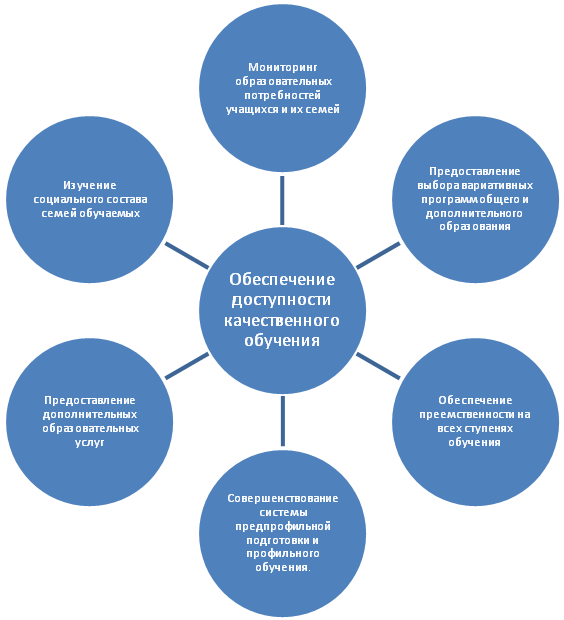 Мониторинг
образовательных
потребностей
учащихся и их семей
Предоставление
выбора вариативных
программ общего и
дополнительного
образования
Изучение
социального состава
семей обучаемых
Обеспечение
доступности
качественного
обучения
Предоставление
дополнительных
образовательных
услуг
Обеспечение
преемственности на
всех ступенях
обучения
Совершенствование
системы
предпрофильной
подготовки и
профильного
обучения.